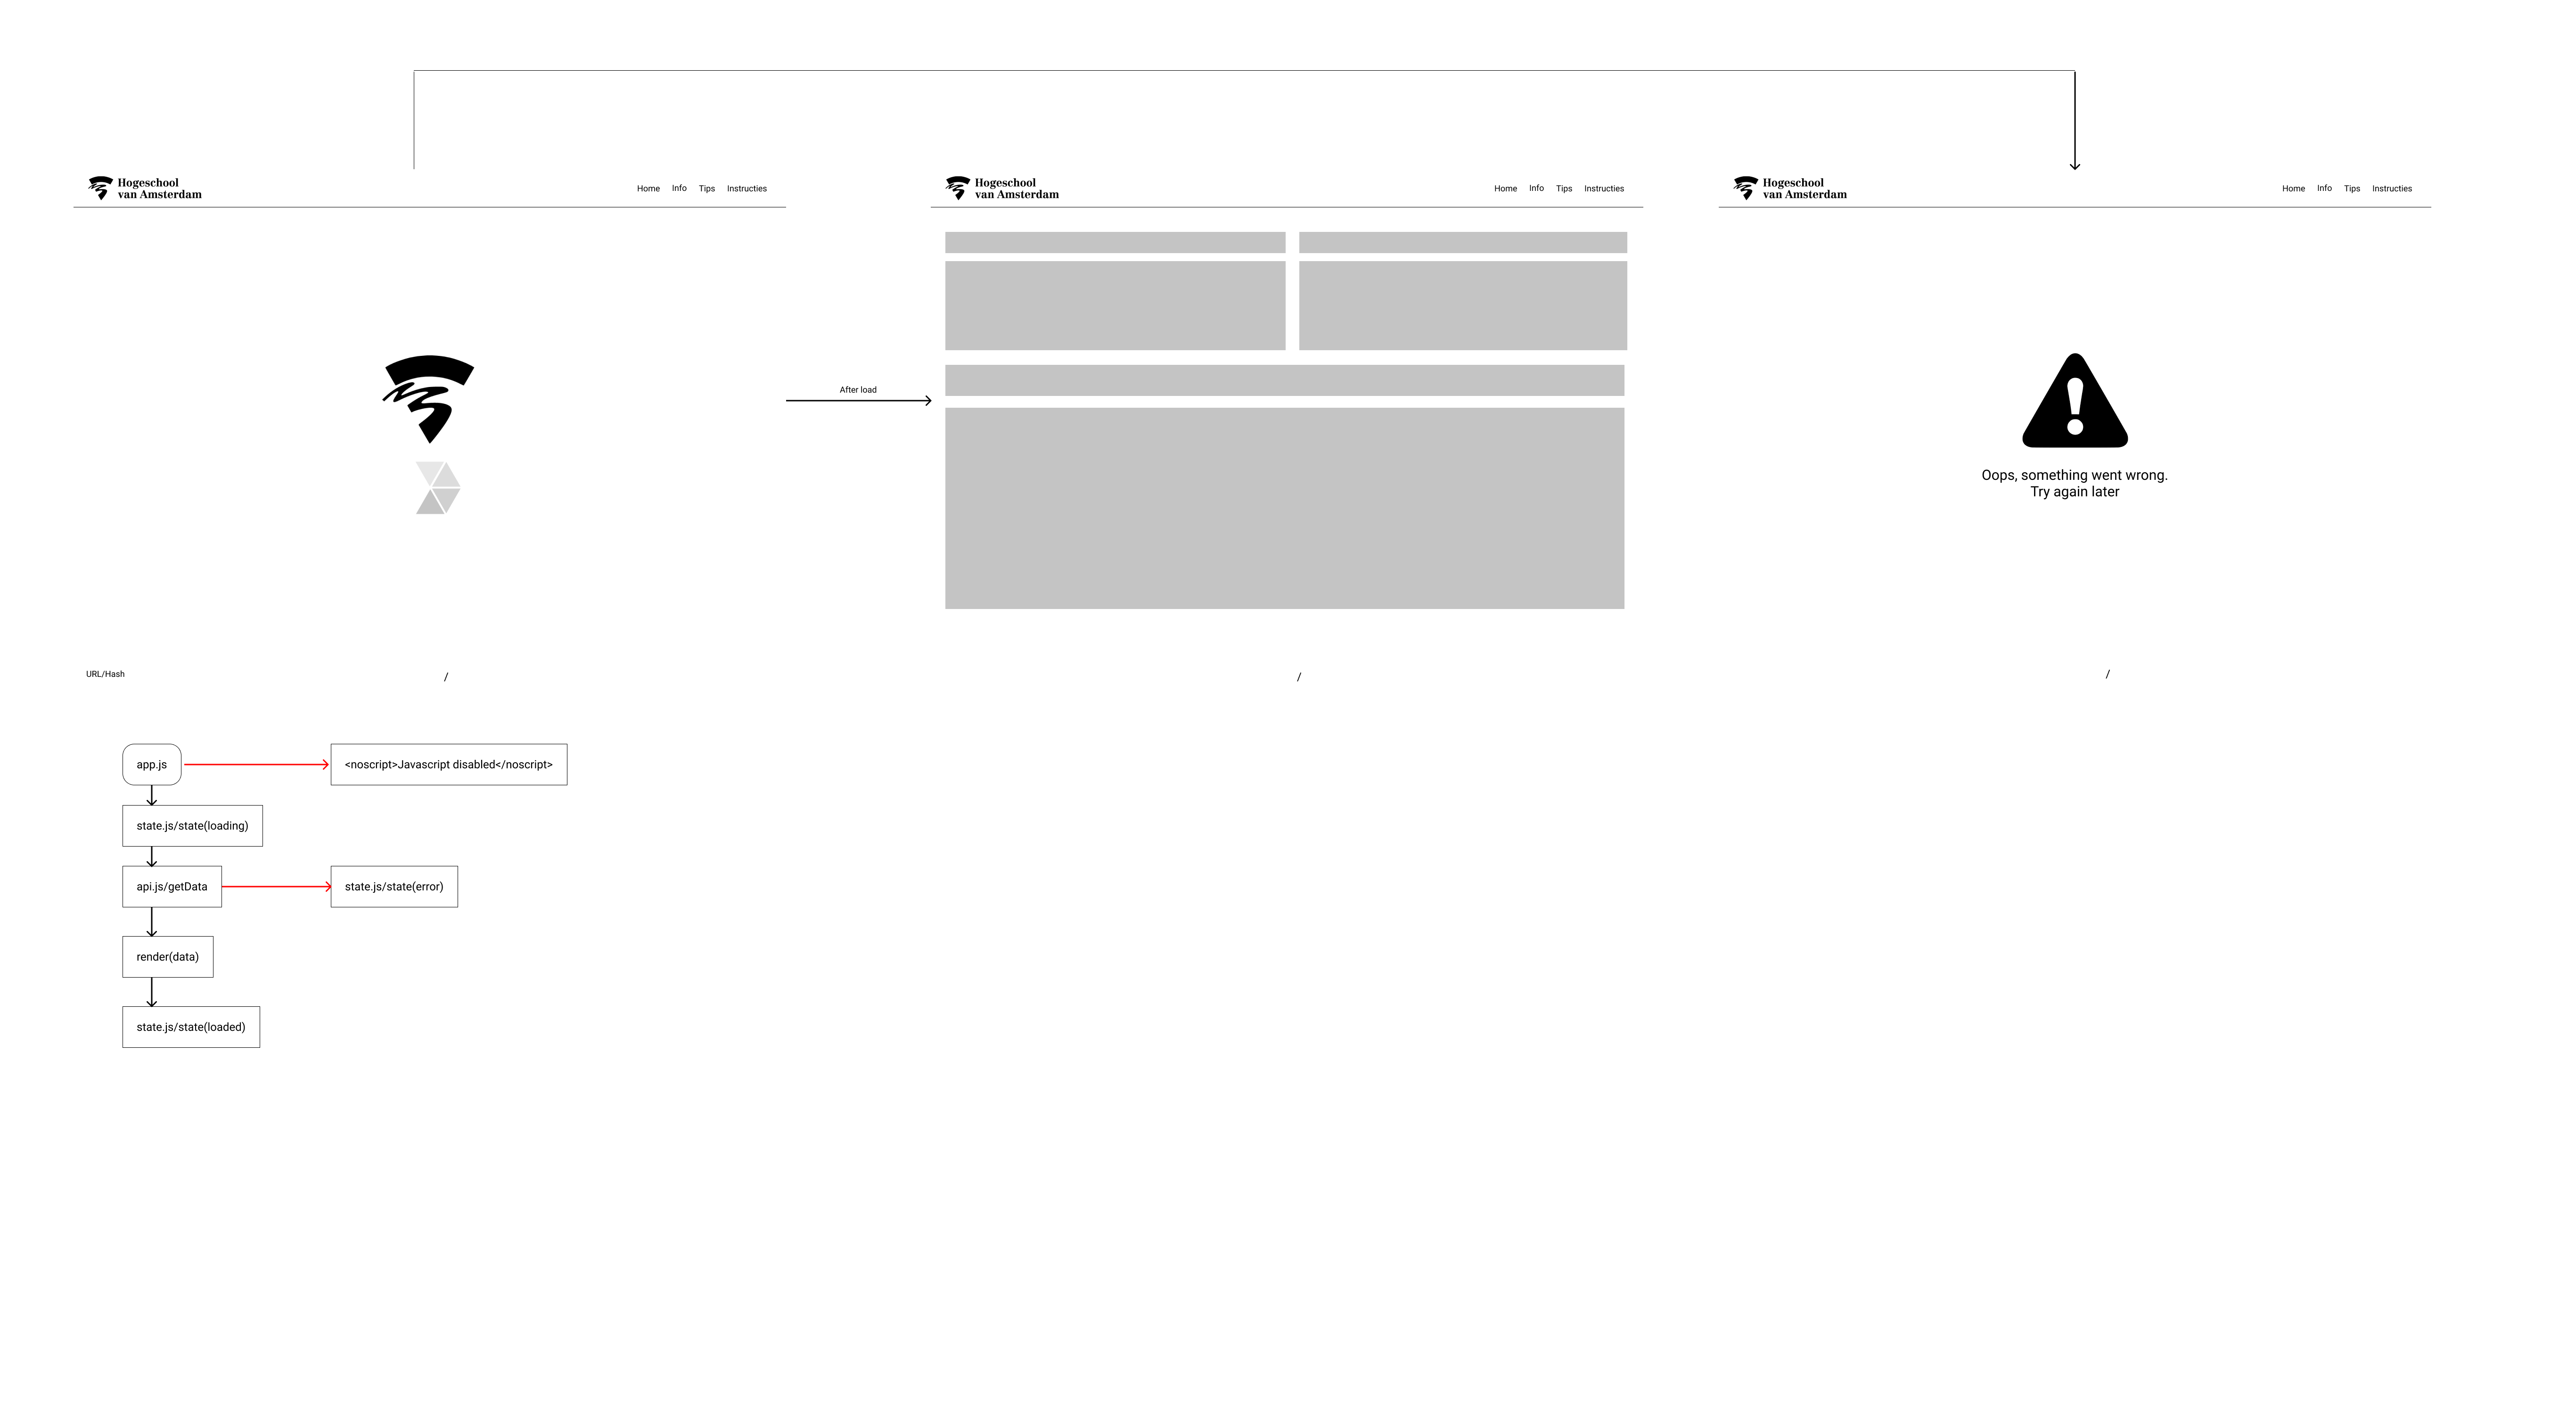 Hogeschool
van Amsterdam
Home Info Tips Instructies
Hogeschool
van Amsterdam
Home Info Tips Instructies
Hogeschool
van Amsterdam
Home Info Tips Instructies
After load
Oops, something went wrong.
Try again later
URL/Hash
/
/
/
app.js
<noscript>Javascript disabled</noscript>
state.js/state(loading)
api.js/getData
state.js/state(error)
render(data)
state.js/state(loaded)